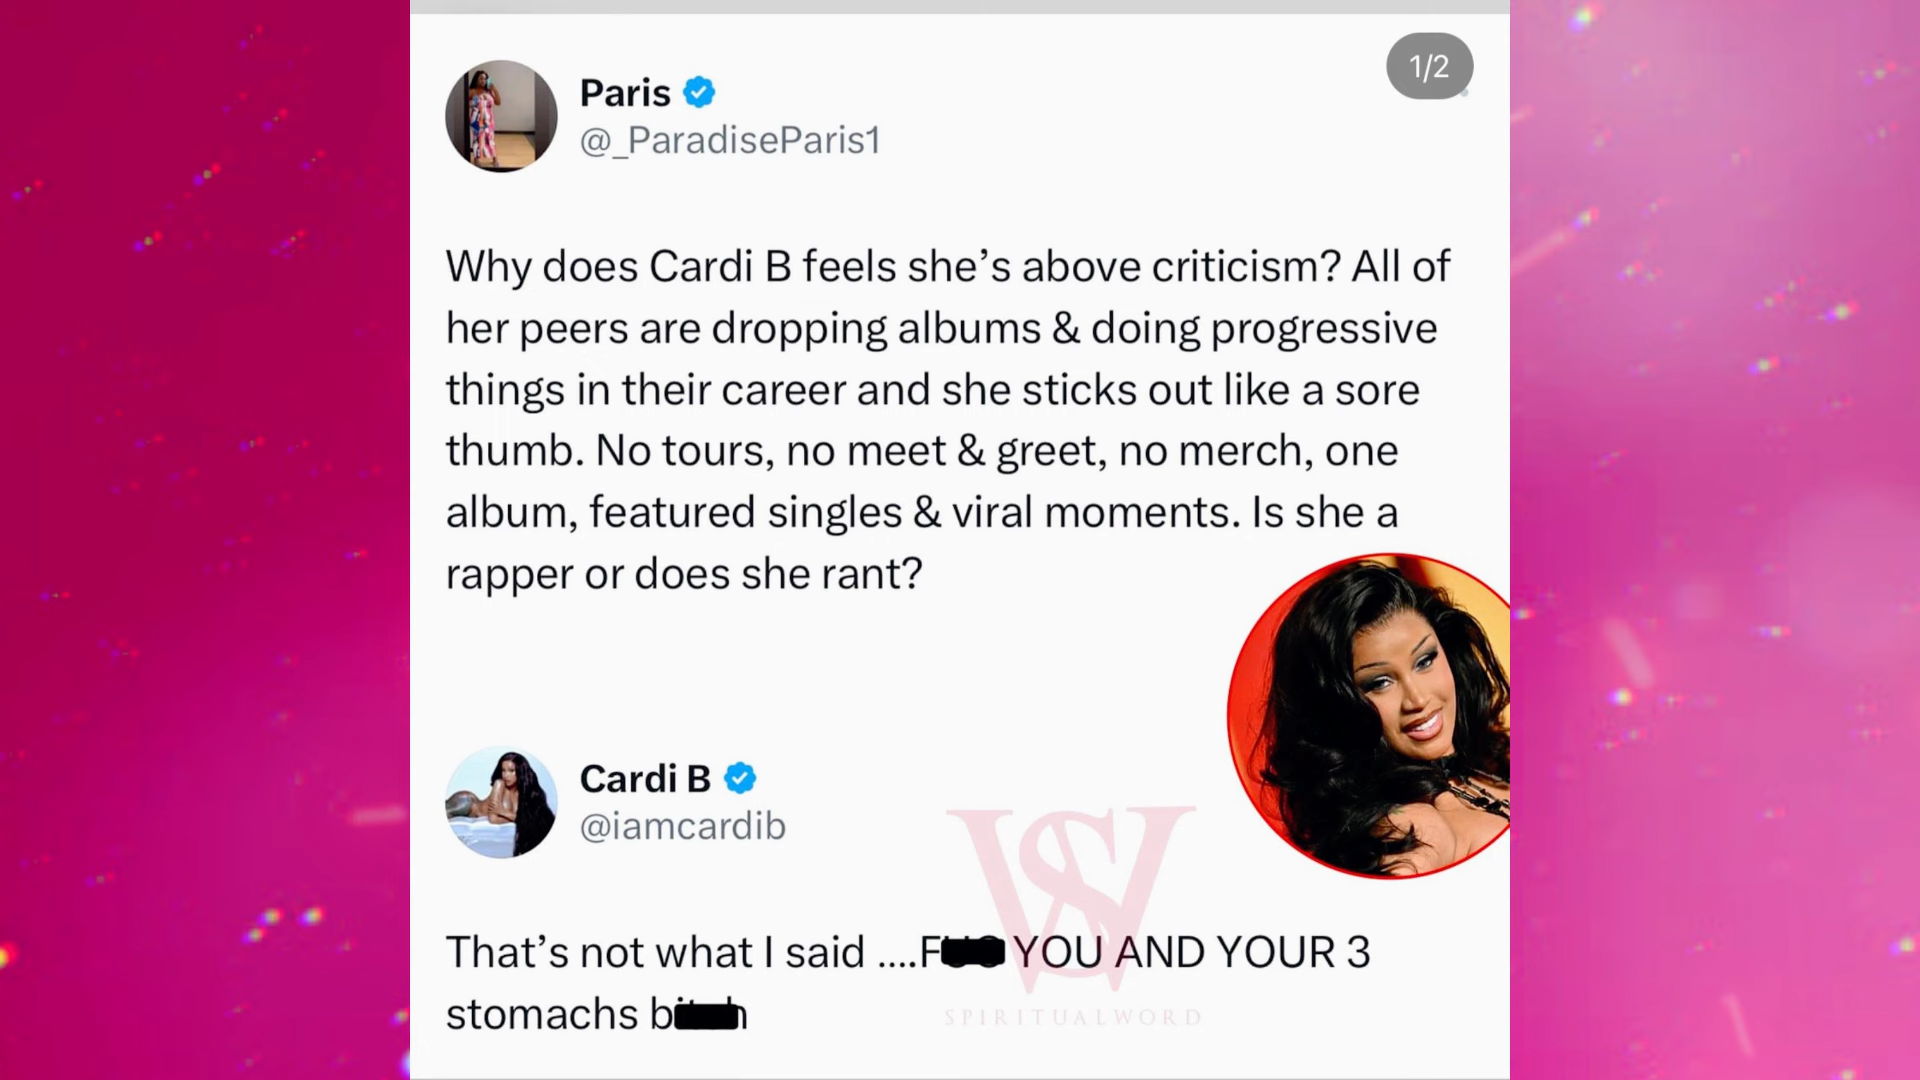 1/2
Paris
@_ParadiseParis1
Why does Cardi B feels she’s above criticism? All of
her peers are dropping albums & doing progressive
things in their career and she sticks out like a sore
thumb. No tours, no meet & greet, no merch, one
album, featured singles & viral moments. Is she a
rapper or does she rant?
Cardi B
@iamcardib
That’s not what I said ....F YOU AND YOUR 3
stomachs b h
SW
SPIRITUALWORD